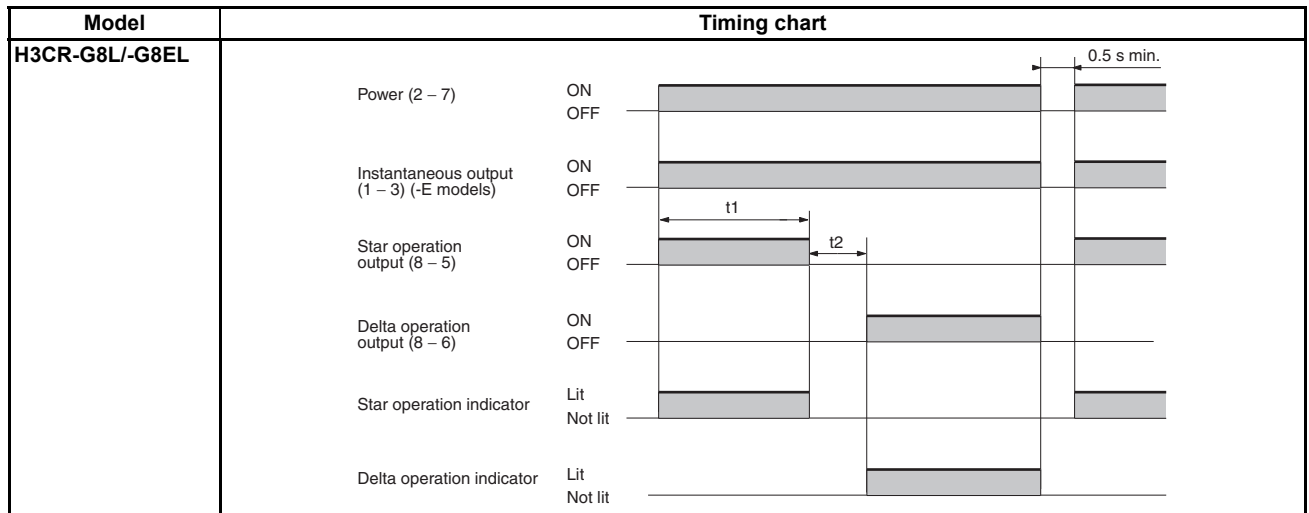 Model
Timing chart
H3CR-G8L/-G8EL
0.5 s min.
Power (2 – 7)
ON
OFF
Instantaneous output
(1 – 3) (-E models)
ON
OFF
t1
Star operation
output (8 – 5)
ON
OFF
t2
Delta operation
output (8 – 6)
ON
OFF
Star operation indicator
Lit
Not lit
Delta operation indicator
Lit
Not lit